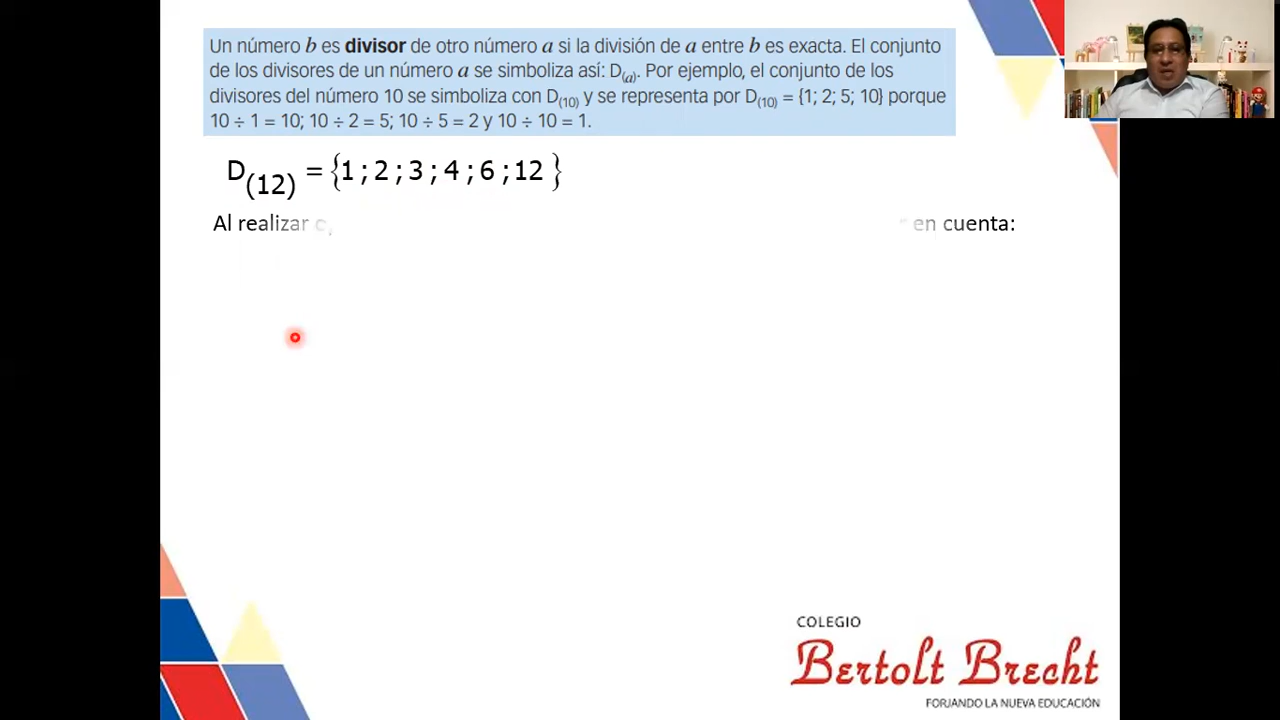 Un número b es divisor de otro número a si la división de a entre b es exacta. El conjunto
de los divisores de un número a se simboliza así: D(a). Por ejemplo, el conjunto de los
divisores del número 10 se simboliza con D(10) y se representa por D(10) = {1; 2; 5; 10} porque
10 ÷ 1 = 10; 10 ÷ 2 = 5; 10 ÷ 5 = 2 y 10 ÷ 10 = 1.
D(12) = {1 ; 2 ; 3 ; 4 ; 6 ; 12 }
Al realizar en cuenta:
COLEGIO
Bertolt Brecht
FORJANDO LA NUEVA EDUCACIÓN